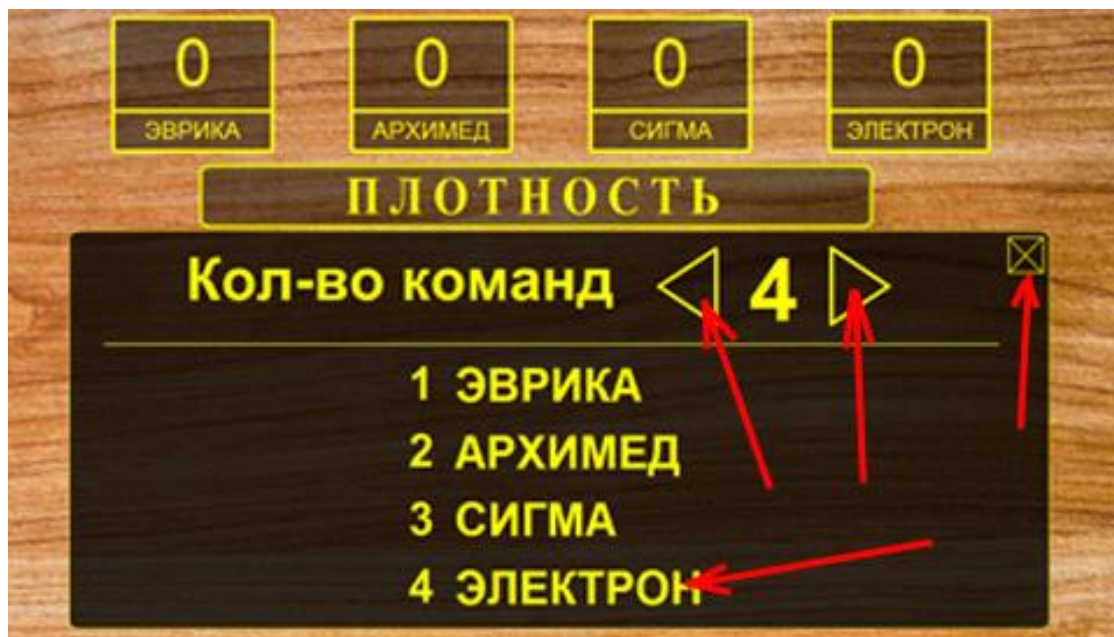 0 0 0 0
ЭВРИКА АРХИМЕД СИГМА ЭЛЕКТРОН
ПЛОТНОСТЬ
Кол-во команд 4
1 ЭВРИКА
2 АРХИМЕД
3 СИГМА
4 ЭЛЕКТРОН